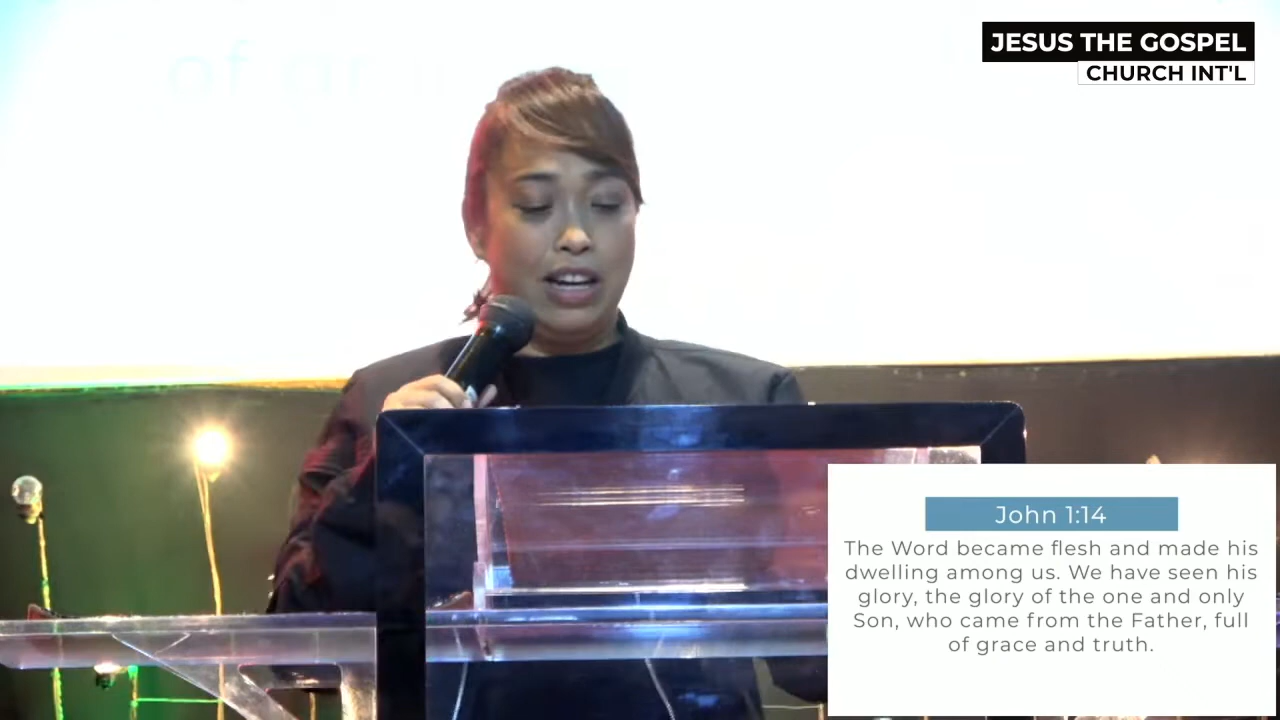 JESUS THE GOSPEL
CHURCH INT'L
John 1:14
The Word became flesh and made his
dwelling among us. We have seen his
glory, the glory of the one and only
Son, who came from the Father, full
of grace and truth.